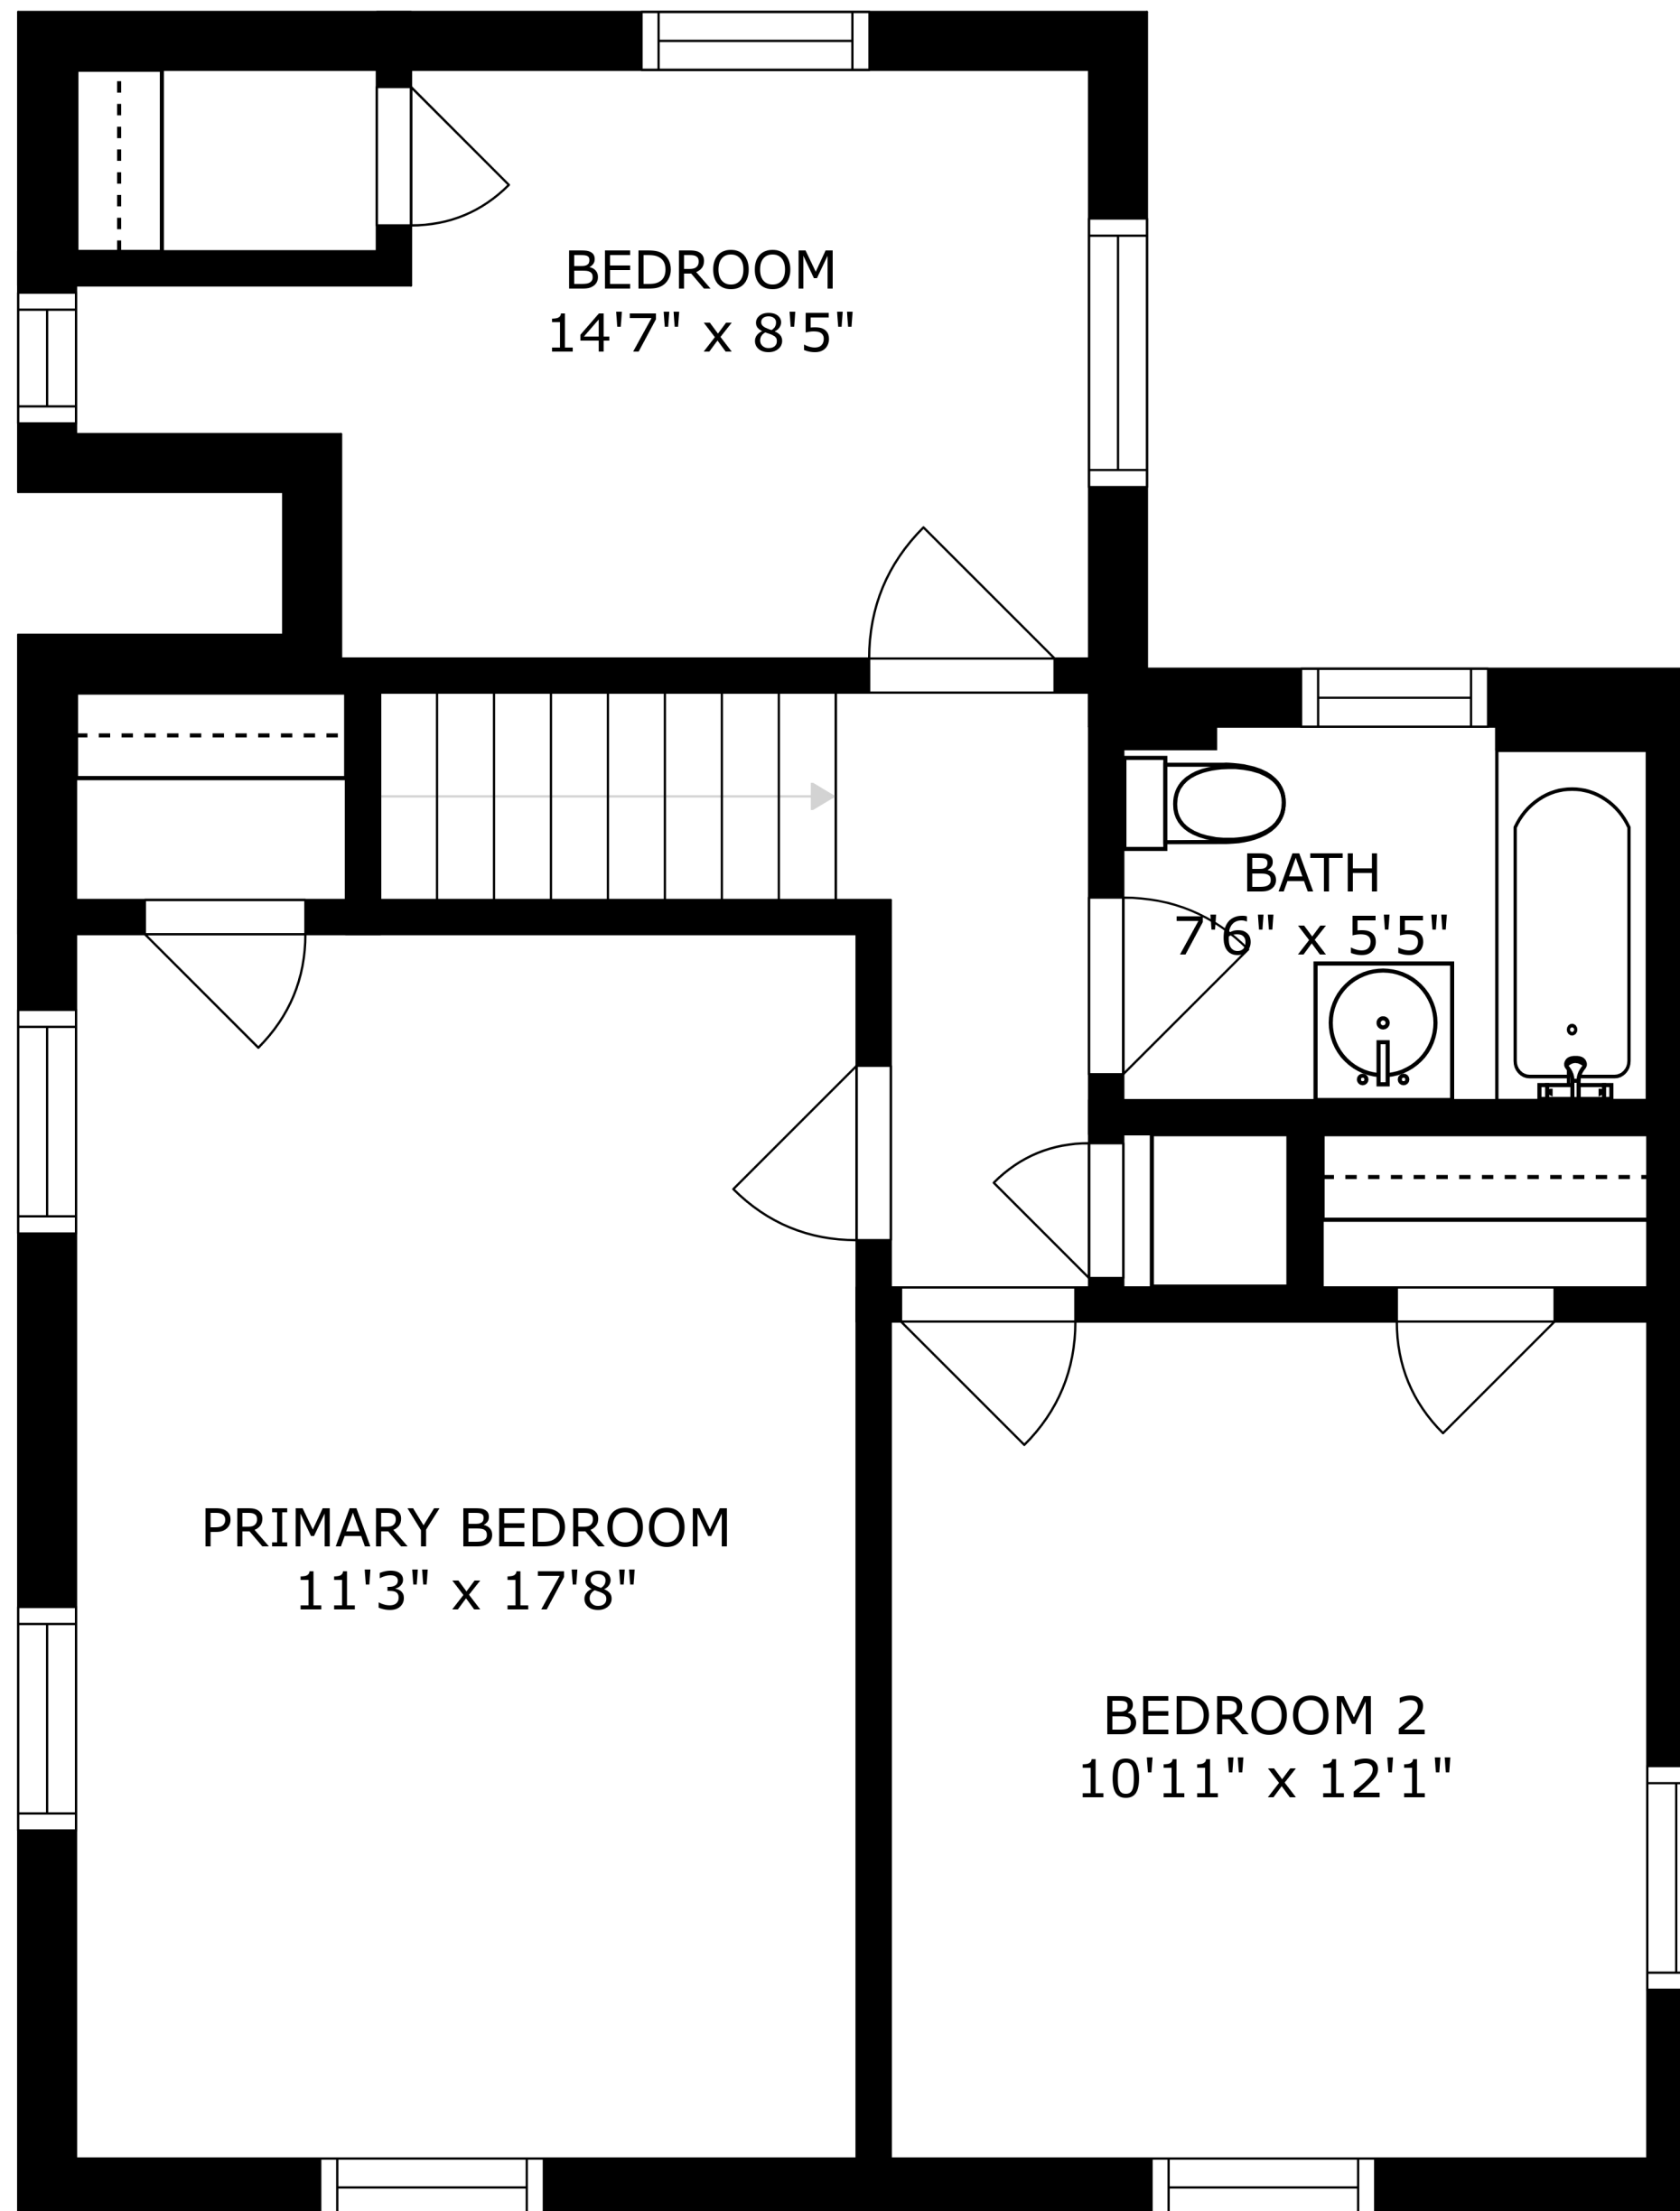 BEDROOM
14'7" x 8'5"
BATH
7'6" x 5'5"
PRIMARY BEDROOM
11'3" x 17'8"
BEDROOM 2
10'11" x 12'1"